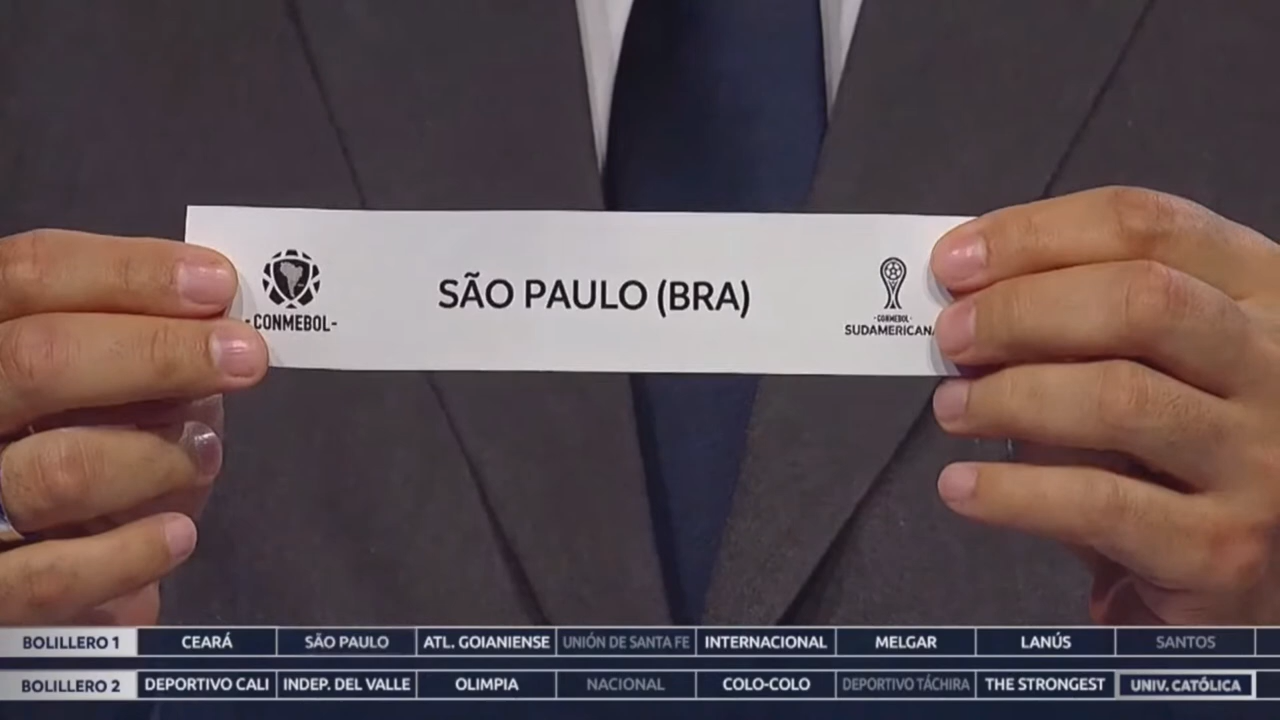 SÃO PAULO (BRA)
-CONMEBOL-
-CONMEBOL-
SUDAMERICANA
BOLILLERO 1 CEARÁ SÃO PAULO ATL. GOIANIENSE UNIÓN DE SANTA FE INTERNACIONAL MELGAR LANÚS SANTOS
BOLILLERO 2 DEPORTIVO CALI INDEP. DEL VALLE OLIMPIA NACIONAL COLO-COLO DEPORTIVO TÁCHIRA THE STRONGEST UNIV. CATÓLICA